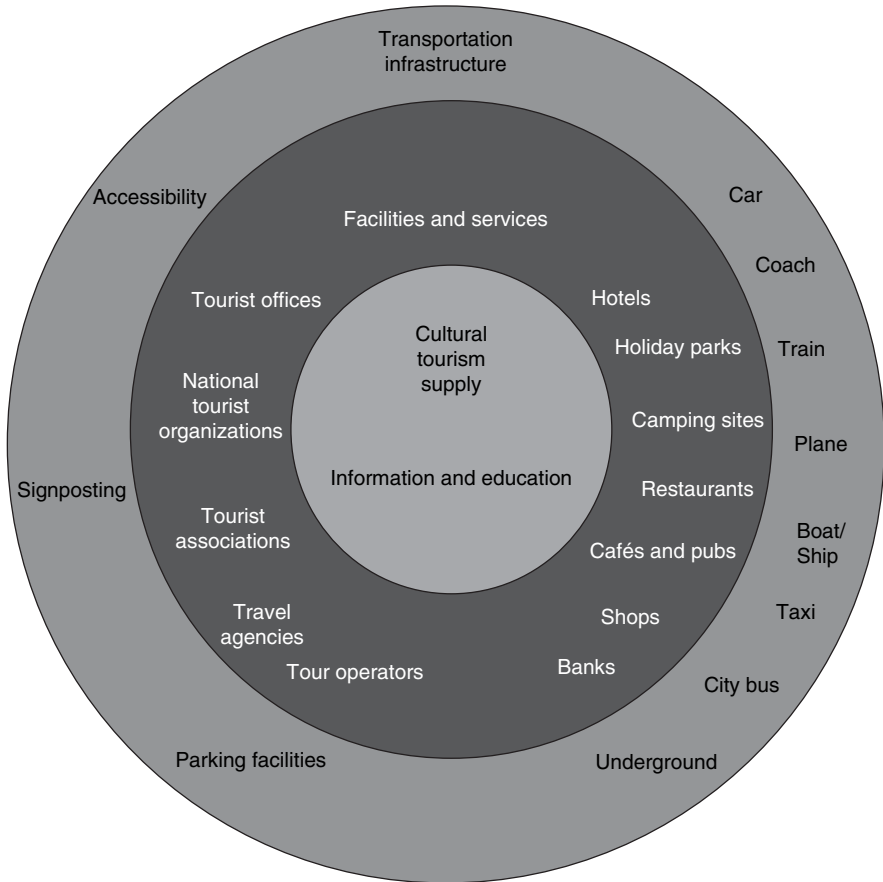 Transportation
infrastructure
Accessibility
Car
Facilities and services
Coach
Tourist offices
Hotels
Cultural
tourism
supply
Holiday parks
Train
National
tourist
organizations
Camping sites
Plane
Information and education
Signposting
Restaurants
Tourist
associations
Cafés and pubs
Boat/
Ship
Travel
agencies
Shops
Taxi
Tour operators
Banks
City bus
Parking facilities
Underground